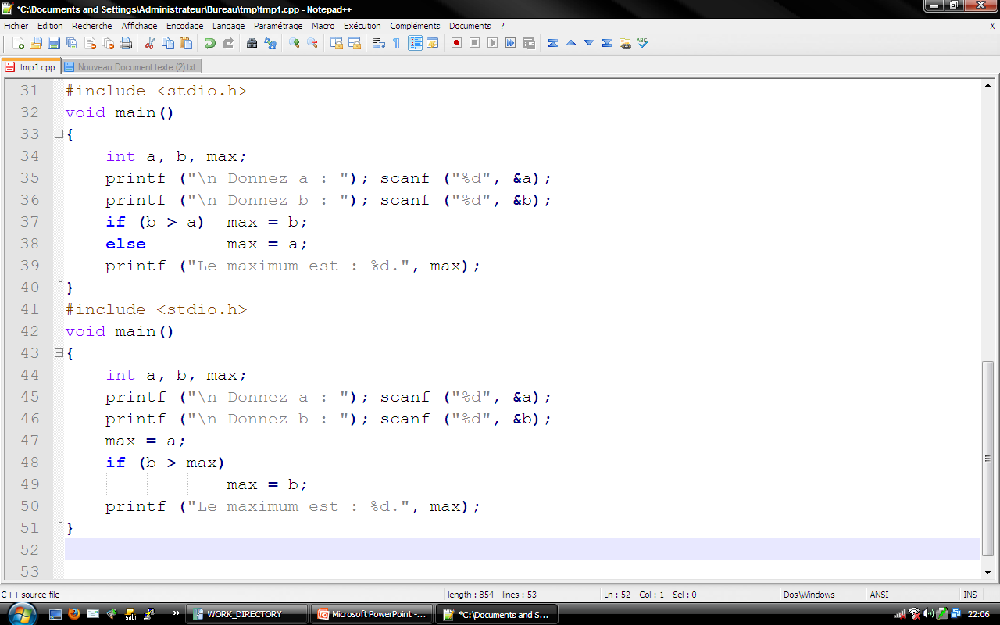 *C:\Documents and Settings\Administrateur\Bureau\tmp\tmp1.cpp - Notepad++
Fichier Edition Recherche Affichage Encodage Langage Paramétrage Macro Exécution Compléments Documents ? X
tmp1.cpp Nouveau Document texte (2).txt
31 #include <stdio.h>
32 void main()
33 {
34 int a, b, max;
35 printf ("\n Donnez a : "); scanf ("%d", &a);
36 printf ("\n Donnez b : "); scanf ("%d", &b);
37 if (b > a) max = b;
38 else max = a;
39 printf ("Le maximum est : %d.", max);
40 }
41 #include <stdio.h>
42 void main()
43 {
44 int a, b, max;
45 printf ("\n Donnez a : "); scanf ("%d", &a);
46 printf ("\n Donnez b : "); scanf ("%d", &b);
47 max = a;
48 if (b > max)
49 max = b;
50 printf ("Le maximum est : %d.", max);
51 }
52
53
C++ source file length : 854 lines : 53 Ln : 52 Col : 1 Sel : 0 Dos\Windows ANSI INS
» WORK_DIRECTORY Microsoft PowerPoint -... *C:\Documents and S... 22:06